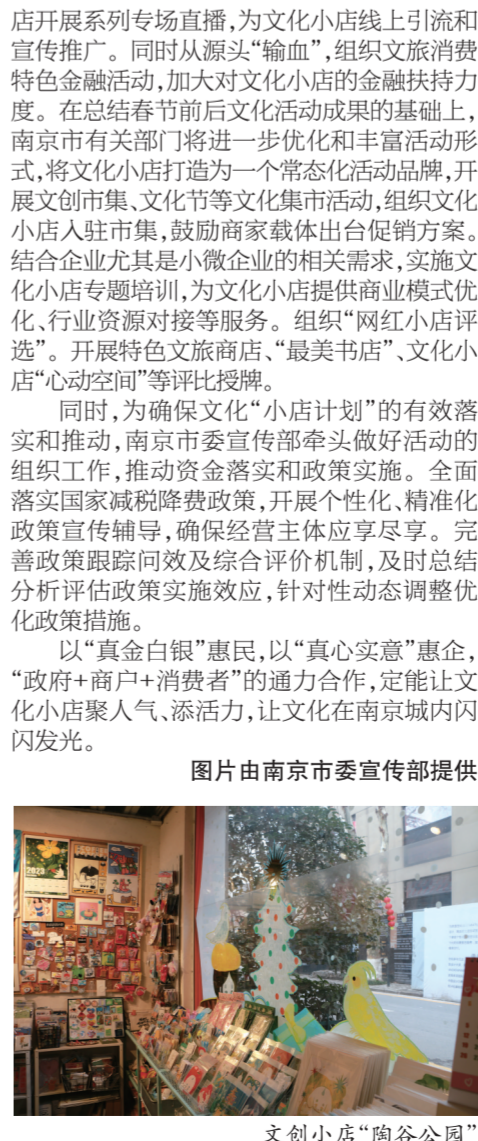 店开展系列专场直播,为文化小店线上引流和
宣传推广。同时从源头“输血”,组织文旅消费
特色金融活动,加大对文化小店的金融扶持力
度。在总结春节前后文化活动成果的基础上,
南京市有关部门将进一步优化和丰富活动形
式,将文化小店打造为一个常态化活动品牌,开
展文创市集、文化节等文化集市活动,组织文化
小店入驻市集,鼓励商家载体出台促销方案。
结合企业尤其是小微企业的相关需求,实施文
化小店专题培训,为文化小店提供商业模式优
化、行业资源对接等服务。组织“网红小店评
选”。开展特色文旅商店、“最美书店”、文化小
店“心动空间”等评比授牌。
同时,为确保文化“小店计划”的有效落
实和推动,南京市委宣传部牵头做好活动的
组织工作,推动资金落实和政策实施。全面
落实国家减税降费政策,开展个性化、精准化
政策宣传辅导,确保经营主体应享尽享。完
善政策跟踪问效及综合评价机制,及时总结
分析评估政策实施效应,针对性动态调整优
化政策措施。
以“真金白银”惠民,以“真心实意”惠企,
“政府+商户+消费者”的通力合作,定能让文
化小店聚人气、添活力,让文化在南京城内闪
闪发光。
图片由南京市委宣传部提供
2023
文创小店“陶谷公园”